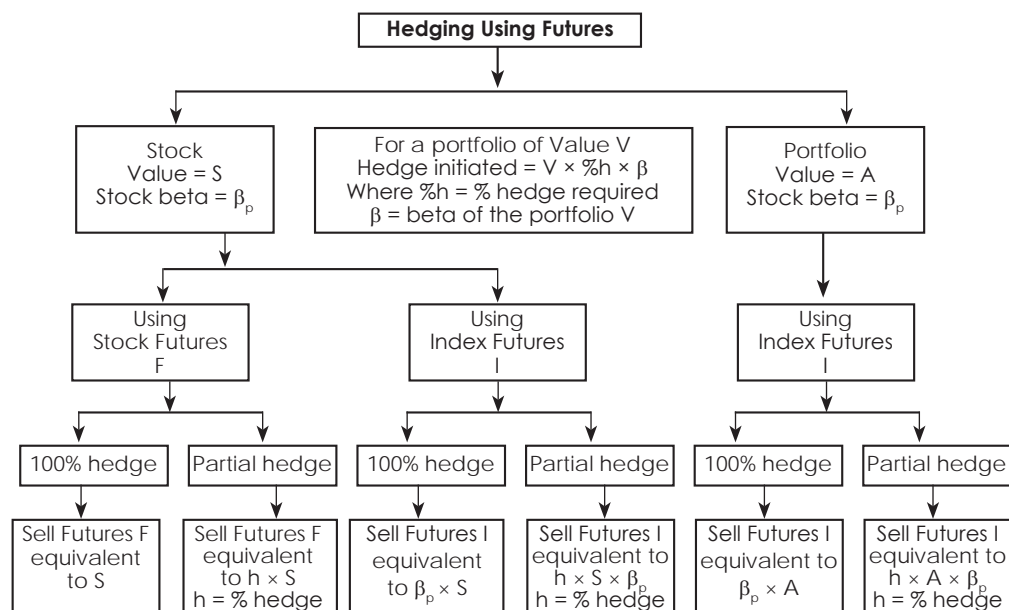 Hedging Using Futures
Stock
Value = S
Stock beta = βp
For a portfolio of Value V
Hedge initiated = V × %h × β
Where %h = % hedge required
β = beta of the portfolio V
Portfolio
Value = A
Stock beta = βp
Using
Stock Futures
F
Using
Index Futures
I
Using
Index Futures
I
100% hedge
Partial hedge
100% hedge
Partial hedge
100% hedge
Partial hedge
Sell Futures F
equivalent
to S
Sell Futures F
equivalent
to h × S
h = % hedge
Sell Futures I
equivalent
to βp × S
Sell Futures I
equivalent to
h × S × βp
h = % hedge
Sell Futures I
equivalent to
βp × A
Sell Futures I
equivalent to
h × A × βp
h = % hedge